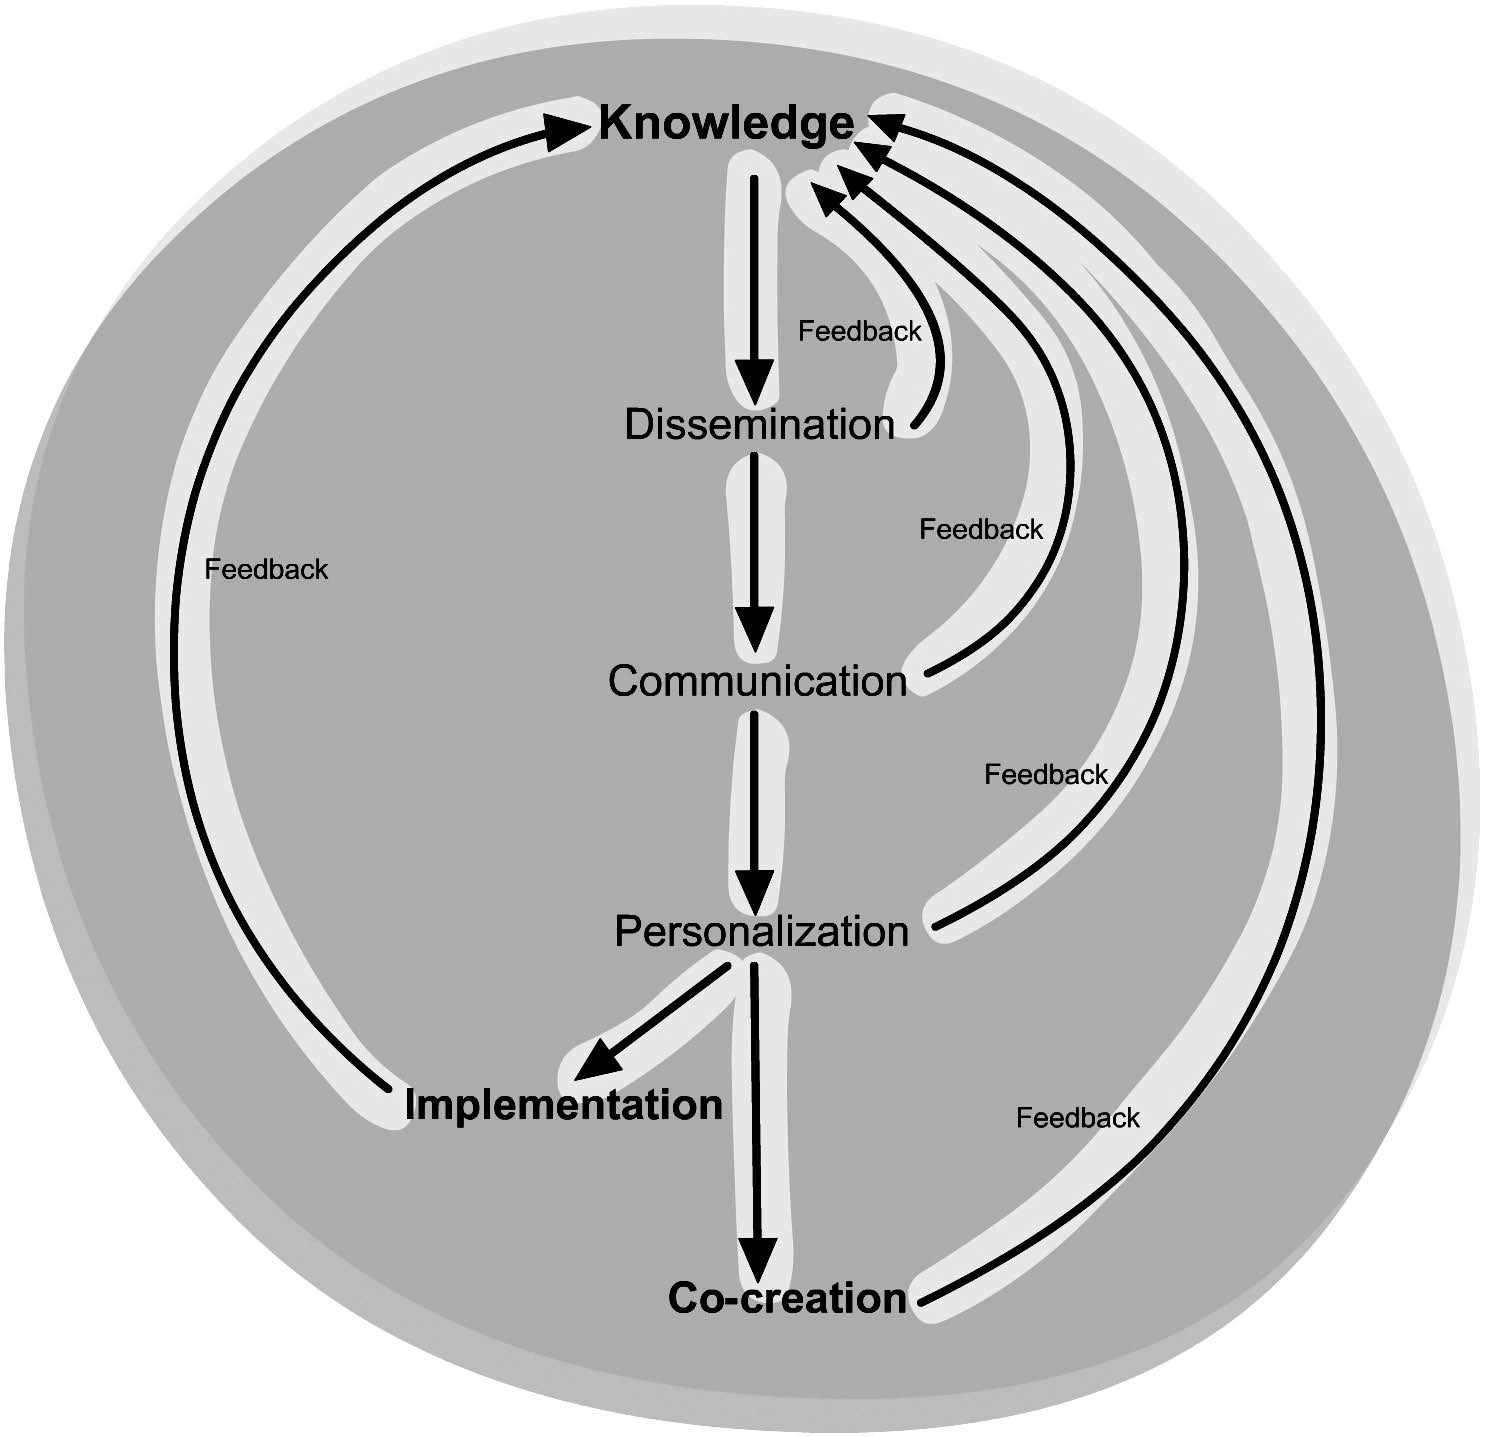 Knowledge
Feedback
Dissemination
Feedback
Feedback
Communication
Feedback
Personalization
Implementation
Feedback
Co-creation